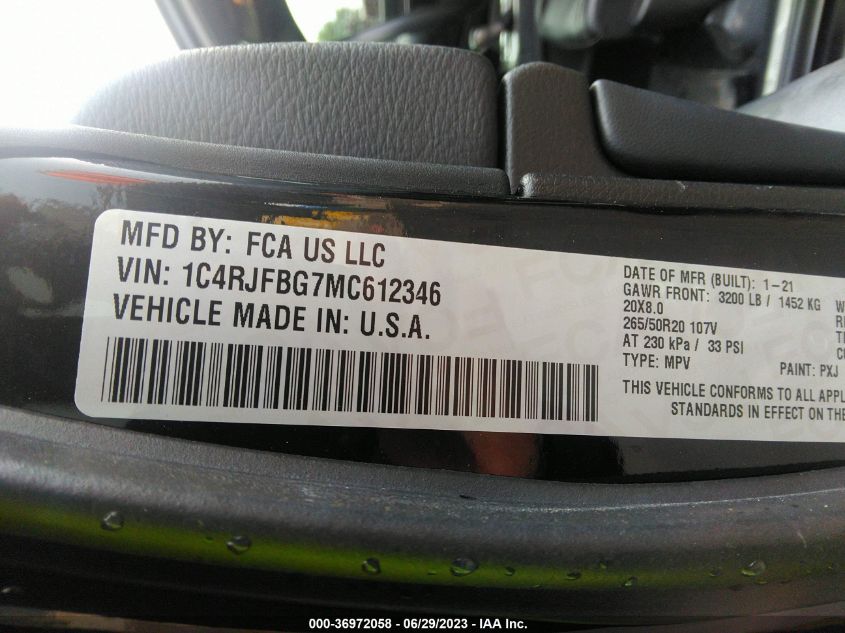 MFD BY: FCA US LLC
VIN: 1C4RJFBG7MC612346
VEHICLE MADE IN: U.S.A.
DATE OF MFR (BUILT): 1-21
GAWR FRONT: 3200 LB / 1452 KG
20X8.0
265/50R20 107V
AT 230 kPa / 33 PSI
TYPE: MPV PAINT: PXJ
THIS VEHICLE CONFORMS TO ALL
STANDARDS IN EFFECT ON THE
000-36972058 - 06/29/2023 - IAA Inc.